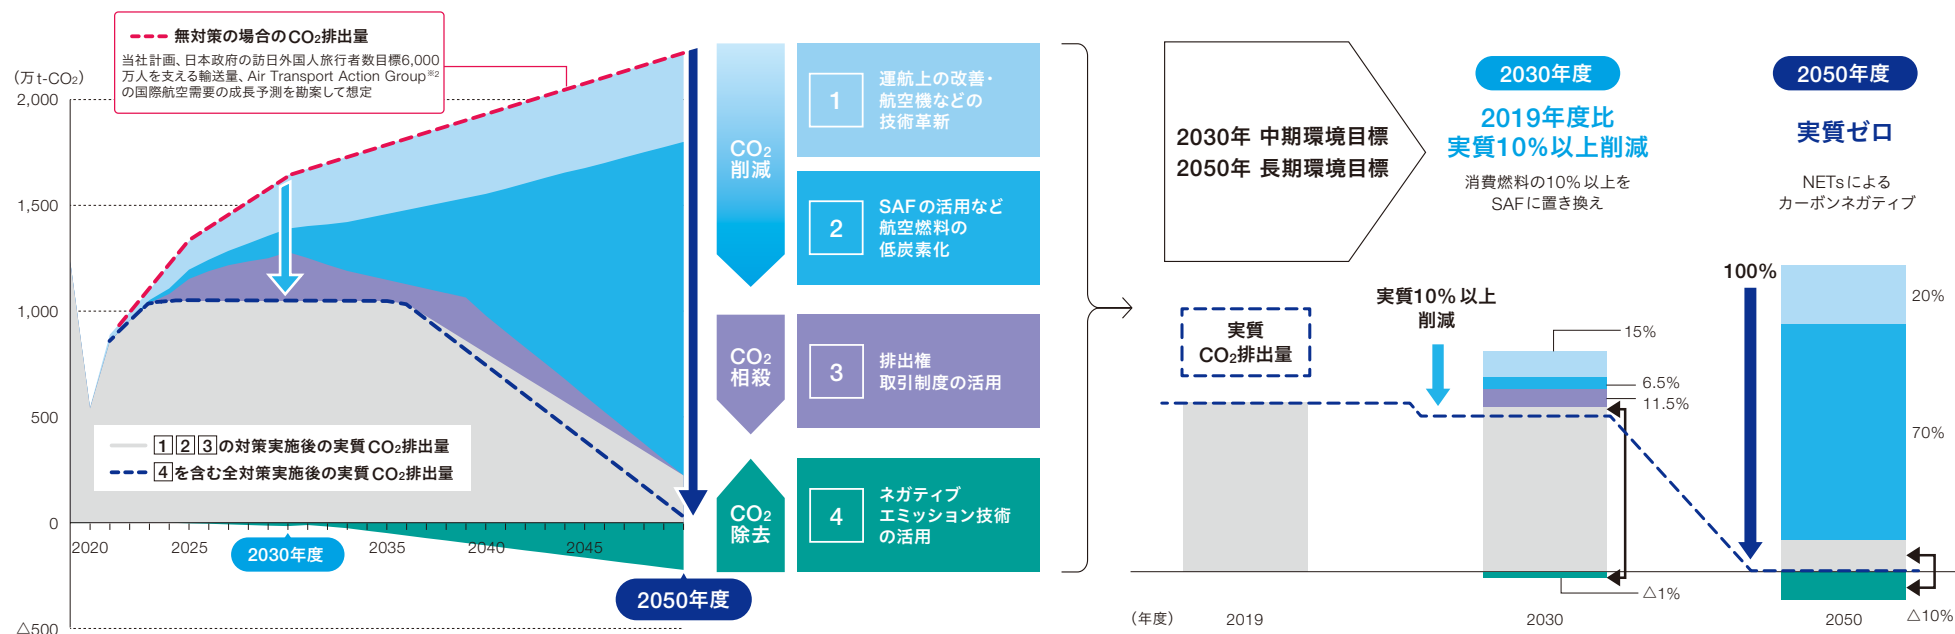 無対策の場合のCO₂排出量
当社計画、日本政府の訪日外国人旅行者数目標6,000
万人を支える輸送量、Air Transport Action Group※2
の国際航空需要の成長予測を勘案して想定
(万t-CO₂)
2,000
1,500
1,000
500
0
△500
1 2 3の対策実施後の実質CO₂排出量
4を含む全対策実施後の実質CO₂排出量
2020
2025
2030年度
2035
2040
2045
2050年度
CO₂
削減
1
運航上の改善・
航空機などの
技術革新
2
SAFの活用など
航空燃料の
低炭素化
CO₂
相殺
3
排出権
取引制度の活用
CO₂
除去
4
ネガティブ
エミッション技術
の活用
2030年 中期環境目標
2050年 長期環境目標
2030年度
2019年度比
実質10%以上削減
消費燃料の10%以上を
SAFに置き換え
2050年度
実質ゼロ
NETsによる
カーボンネガティブ
実質
CO₂排出量
実質10%以上
削減
15%
6.5%
11.5%
△1%
100%
20%
70%
△10%
(年度)
2019
2030
2050